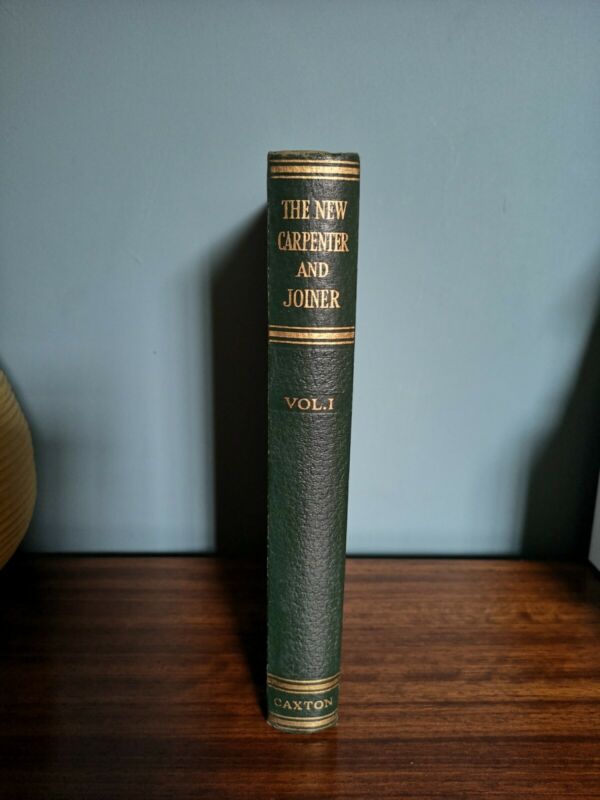 THE NEW
CARPENTER
AND
JOINER
VOL.I
CAXTON